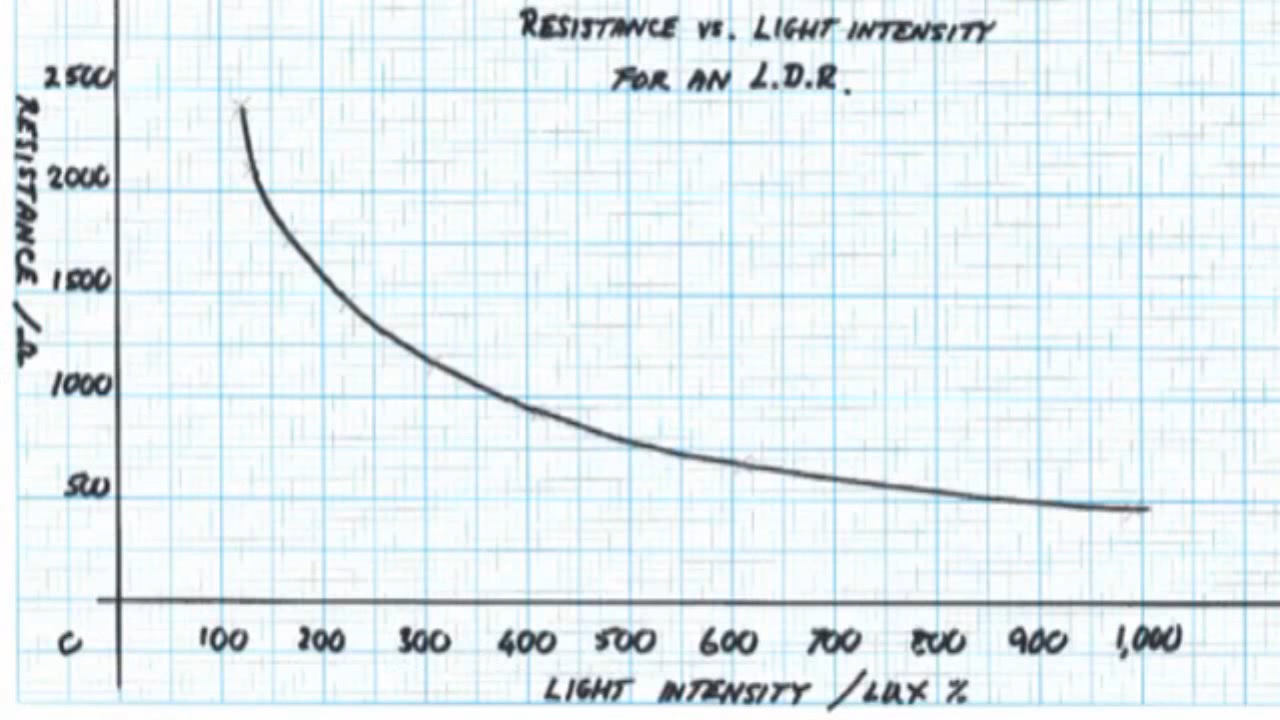 RESISTANCE vs. LIGHT INTENSITY
FOR AN L.D.R.
2500
2000
1500
1000
500
RESISTANCE /Ω
0
100 200 300 400 500 600 700 800 900 1,000
LIGHT INTENSITY /LUX %